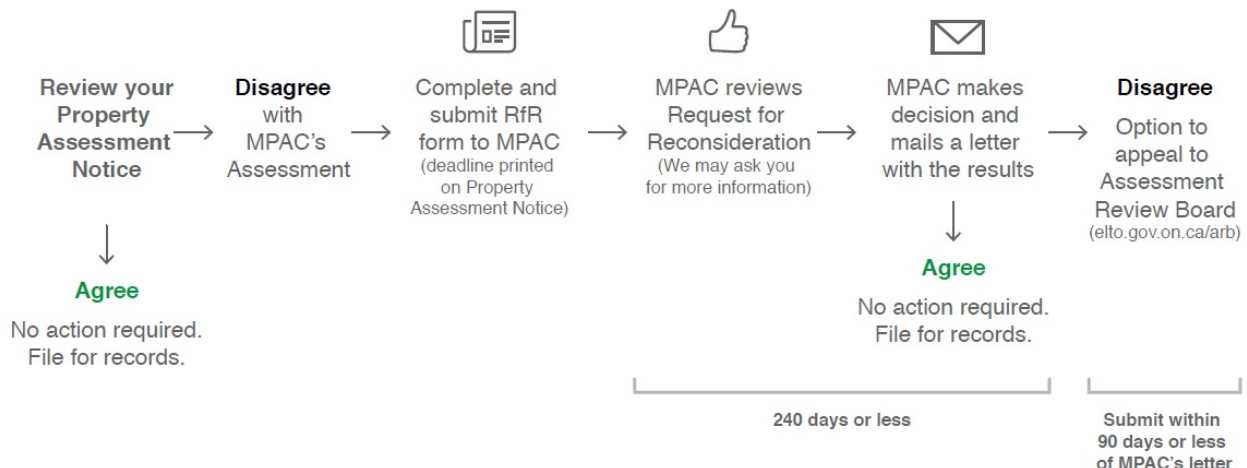 Review your
Property
Assessment
Notice
Agree
No action required.
File for records.
Disagree
with
MPAC's
Assessment
Complete and
submit RfR
form to MPAC
(deadline printed
on Property
Assessment Notice)
MPAC reviews
Request for
Reconsideration
(We may ask you
for more information)
MPAC makes
decision and
mails a letter
with the results
Agree
No action required.
File for records.
240 days or less
Disagree
Option to
appeal to
Assessment
Review Board
(elto.gov.on.ca/arb)
Submit within
90 days or less
of MPAC's letter